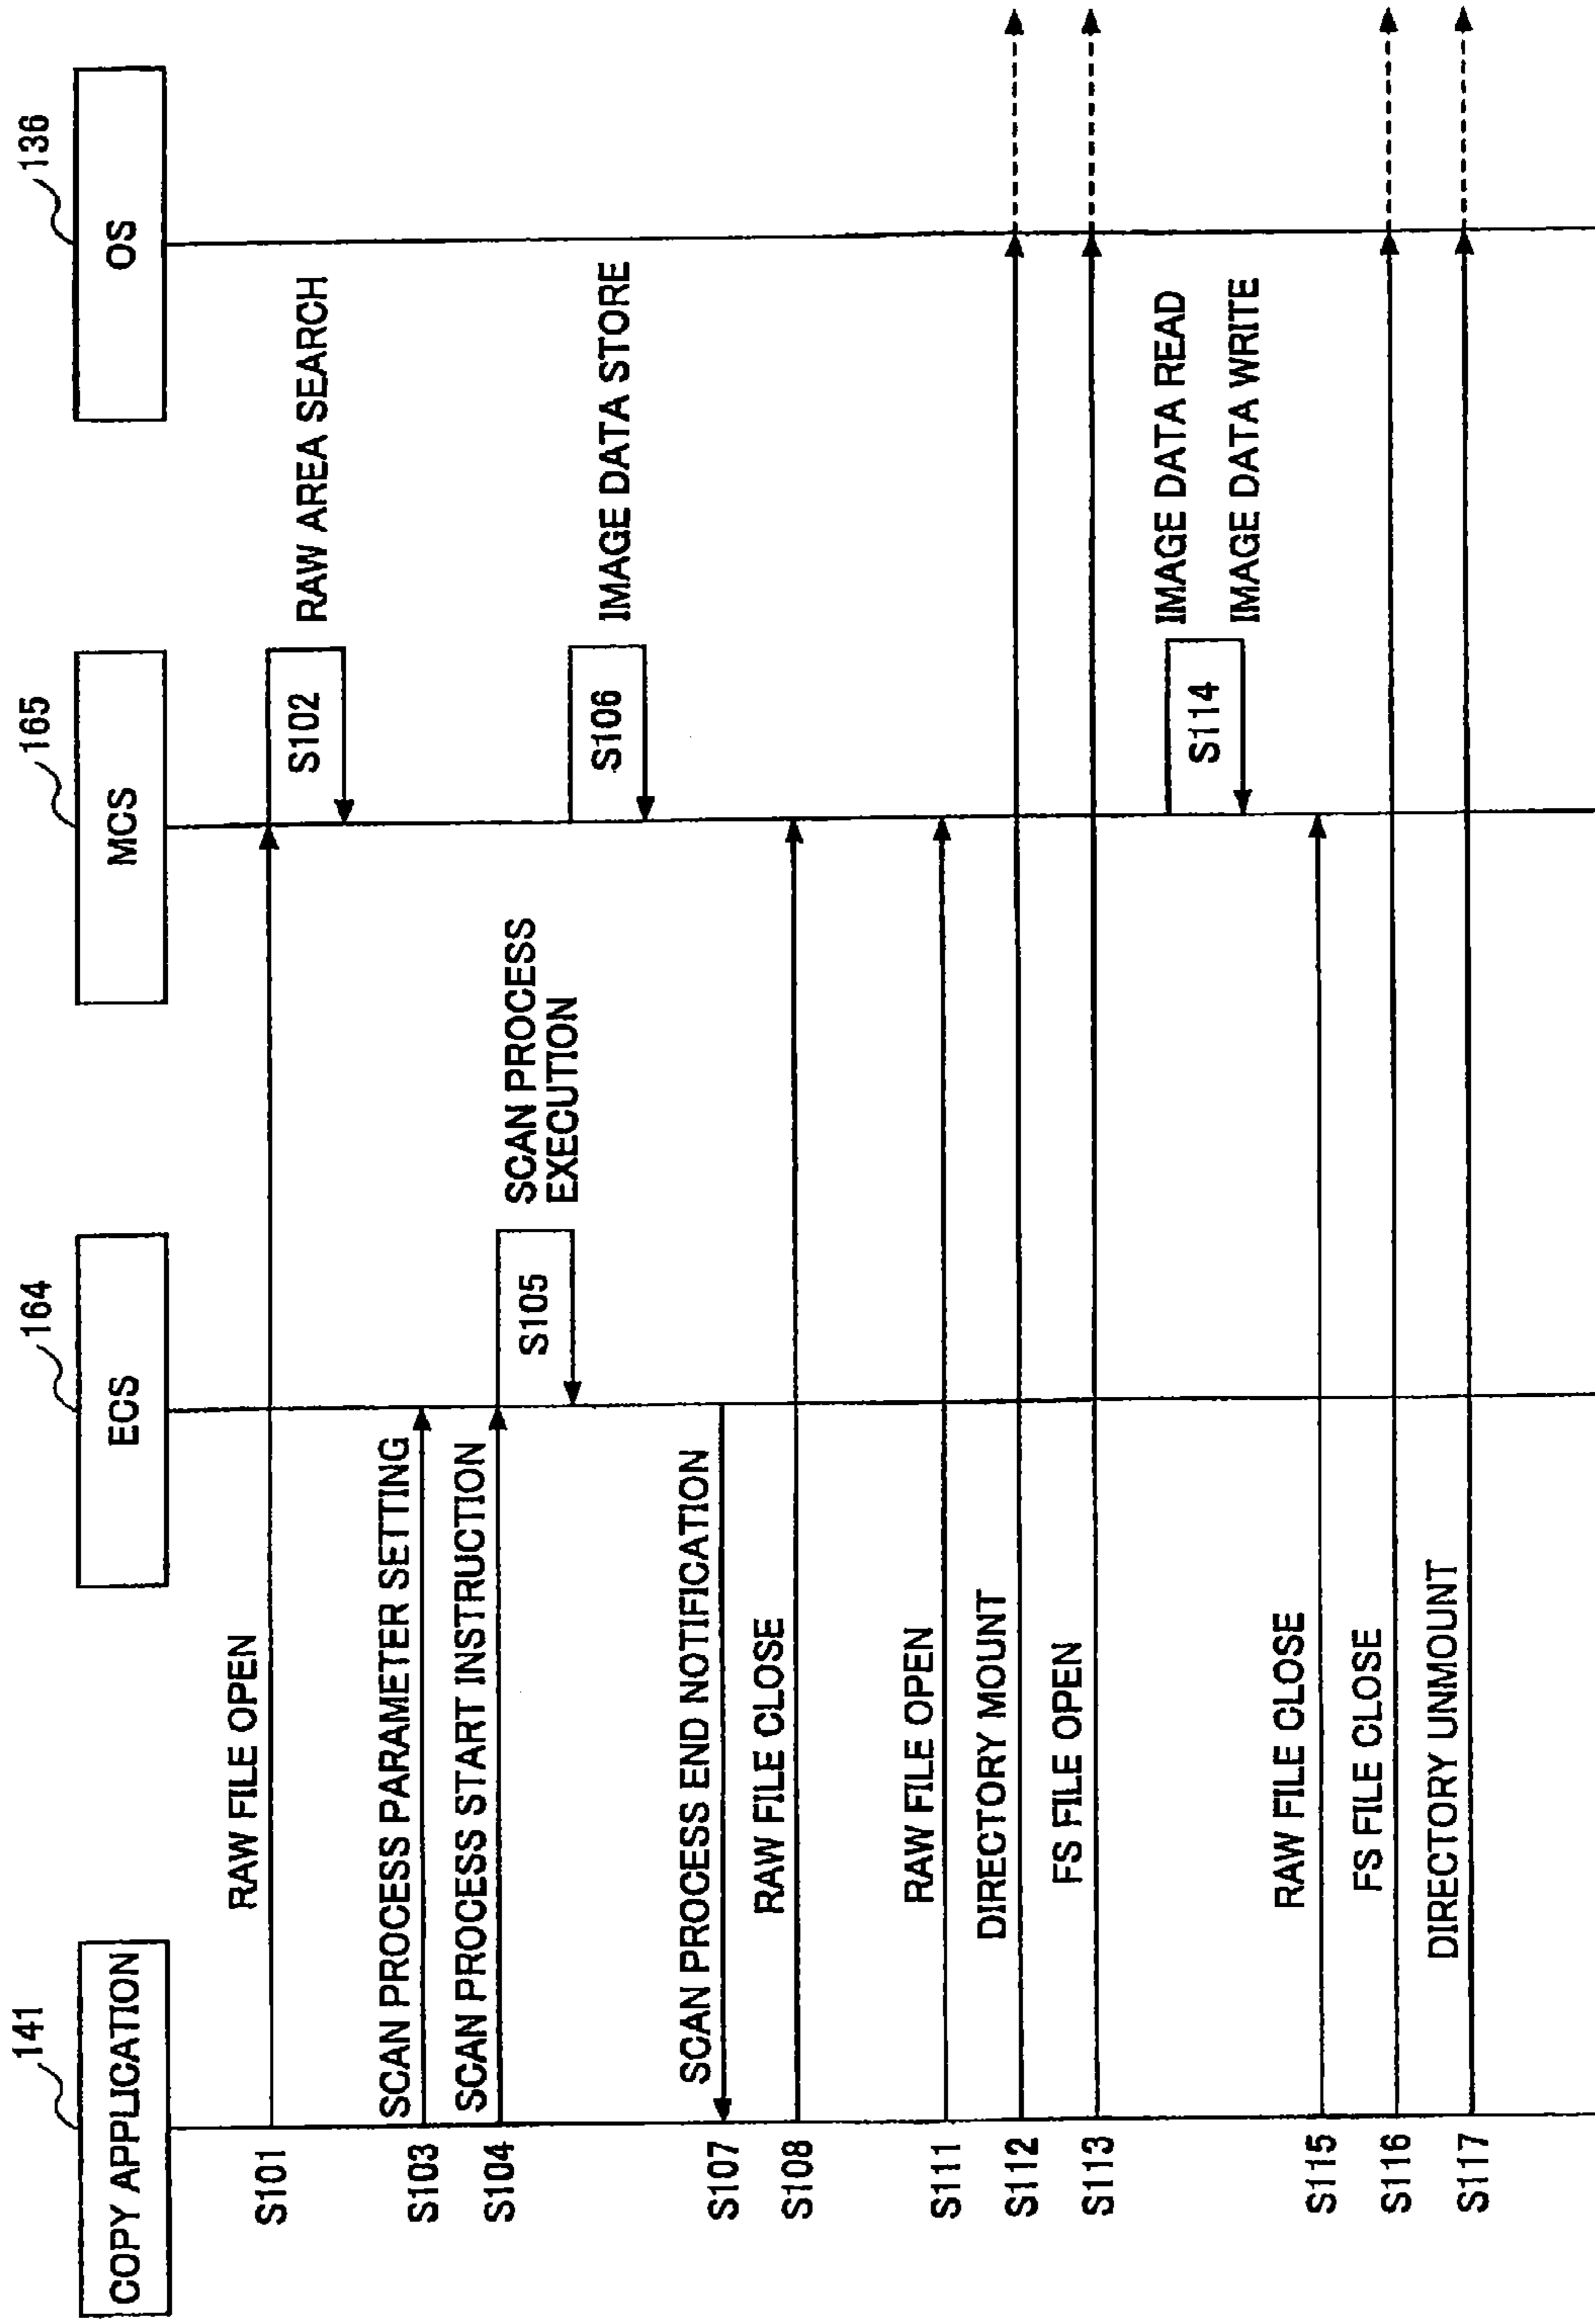 141
COPY APPLICATION
164
ECS
165
MCS
136
OS
S101
RAW FILE OPEN
S102
RAW AREA SEARCH
S103
SCAN PROCESS PARAMETER SETTING
S104
SCAN PROCESS START INSTRUCTION
S105
SCAN PROCESS
EXECUTION
S106
IMAGE DATA STORE
S107
SCAN PROCESS END NOTIFICATION
S108
RAW FILE CLOSE
S111
RAW FILE OPEN
S112
DIRECTORY MOUNT
S113
FS FILE OPEN
S114
IMAGE DATA READ
IMAGE DATA WRITE
S115
RAW FILE CLOSE
S116
FS FILE CLOSE
S117
DIRECTORY UNMOUNT